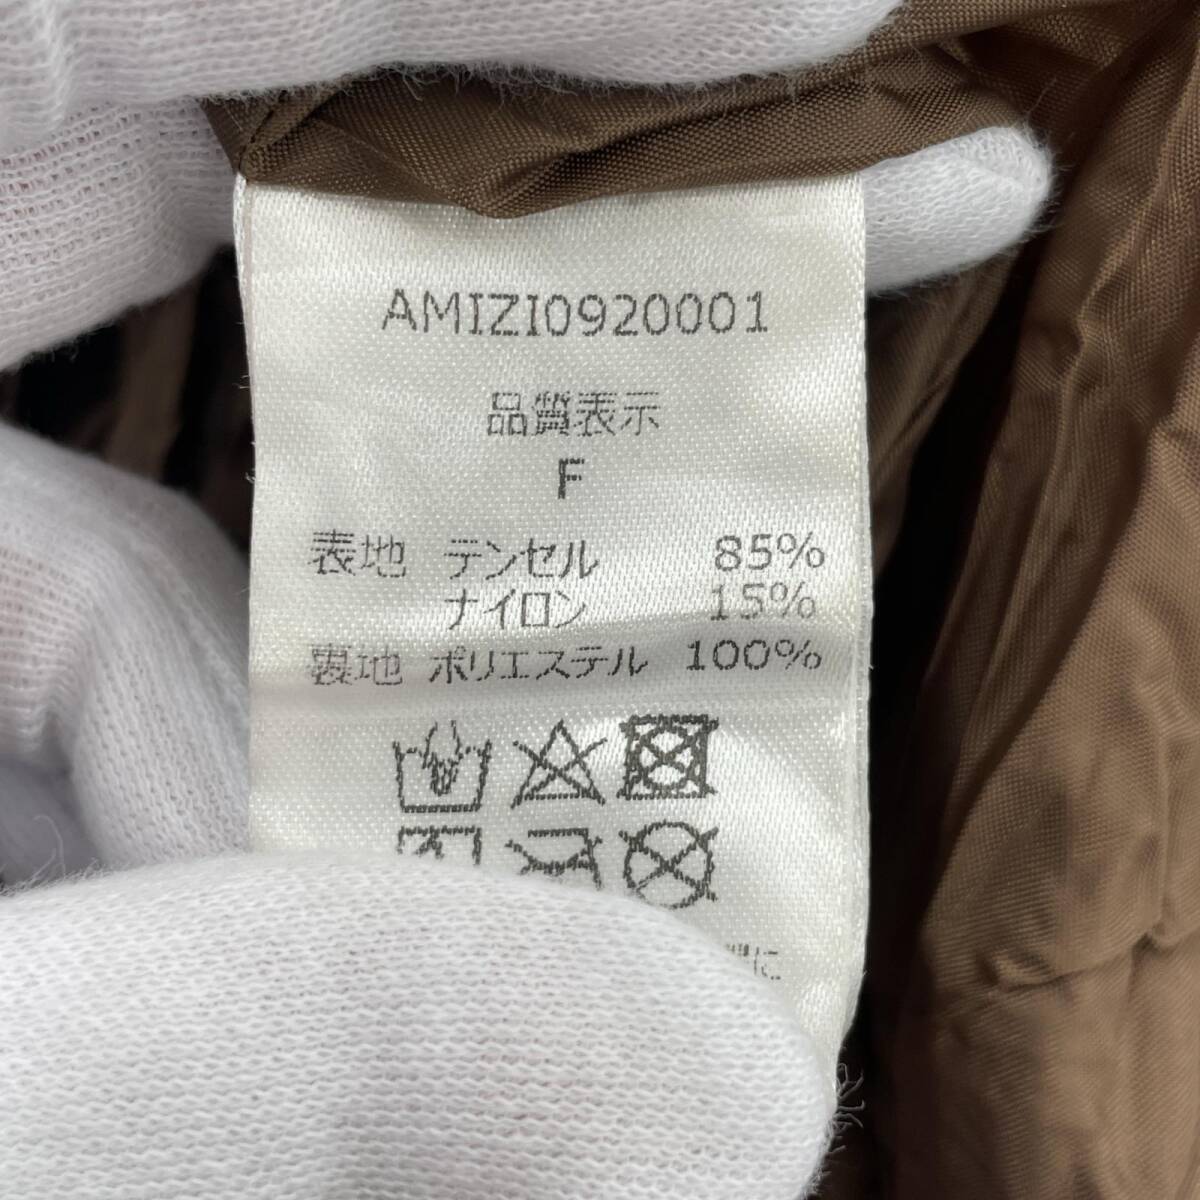 AMIZI0920001
品質表示
F
表地 テンセル 85%
ナイロン 15%
裏地 ポリエステル 100%
に